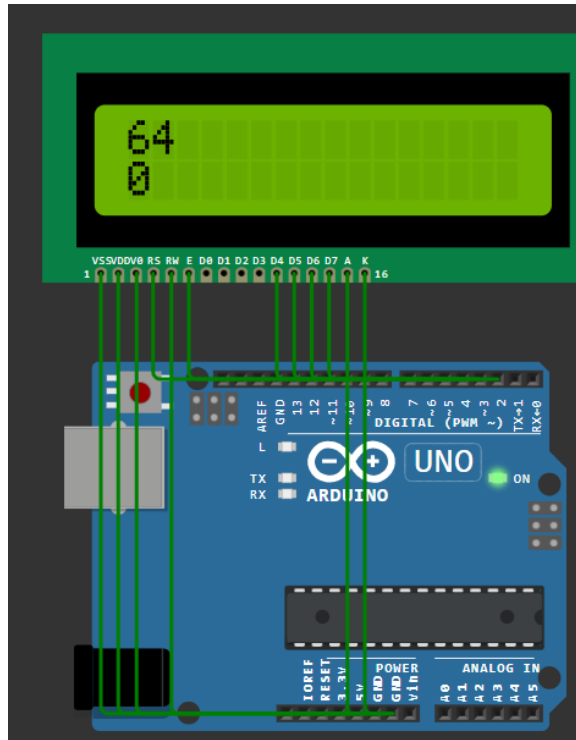 64
0
VSS VDD V0 RS RW E D0 D1 D2 D3 D4 D5 D6 D7 A K
1 16
AREF GND 13 12 ~11 ~10 ~9 8 7 ~6 ~5 4 ~3 2 TX→1 RX←0
DIGITAL (PWM ~)
L
UNO
TX
ON
RX
ARDUINO
POWER ANALOG IN
IOREF RESET 3.3V 5V GND GND Vin A0 A1 A2 A3 A4 A5